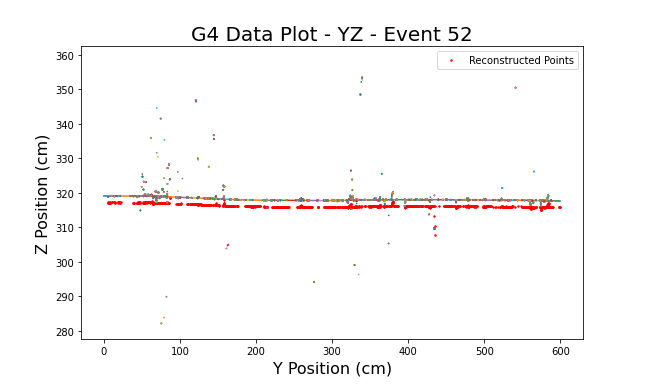 G4 Data Plot - YZ - Event 52
Reconstructed Points
Z Position (cm)
360
350
340
330
320
310
300
290
280
0 100 200 300 400 500 600
Y Position (cm)